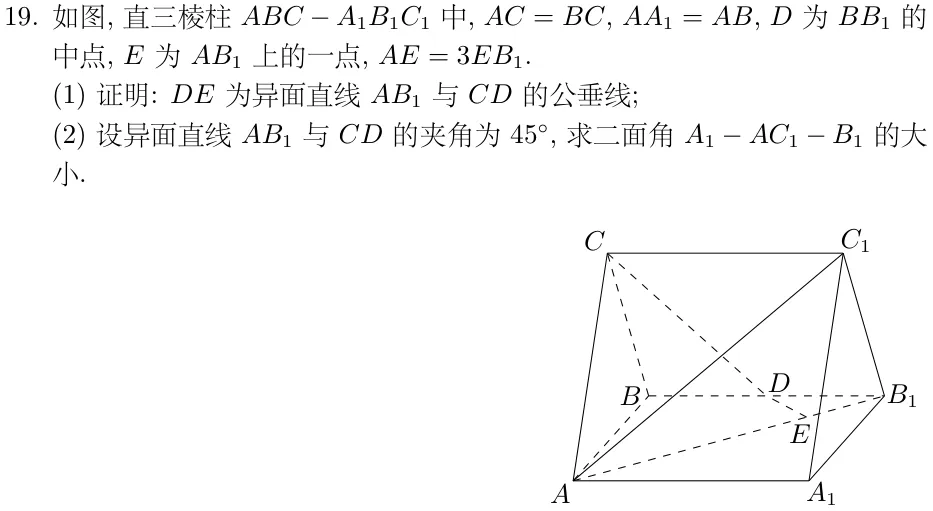 19. 如图, 直三棱柱 ABC − A₁B₁C₁ 中, AC = BC, AA₁ = AB, D 为 BB₁ 的
中点, E 为 AB₁ 上的一点, AE = 3EB₁.
(1) 证明: DE 为异面直线 AB₁ 与 CD 的公垂线;
(2) 设异面直线 AB₁ 与 CD 的夹角为 45°, 求二面角 A₁ − AC₁ − B₁ 的大
小.
C
C₁
D
B
B₁
E
A
A₁